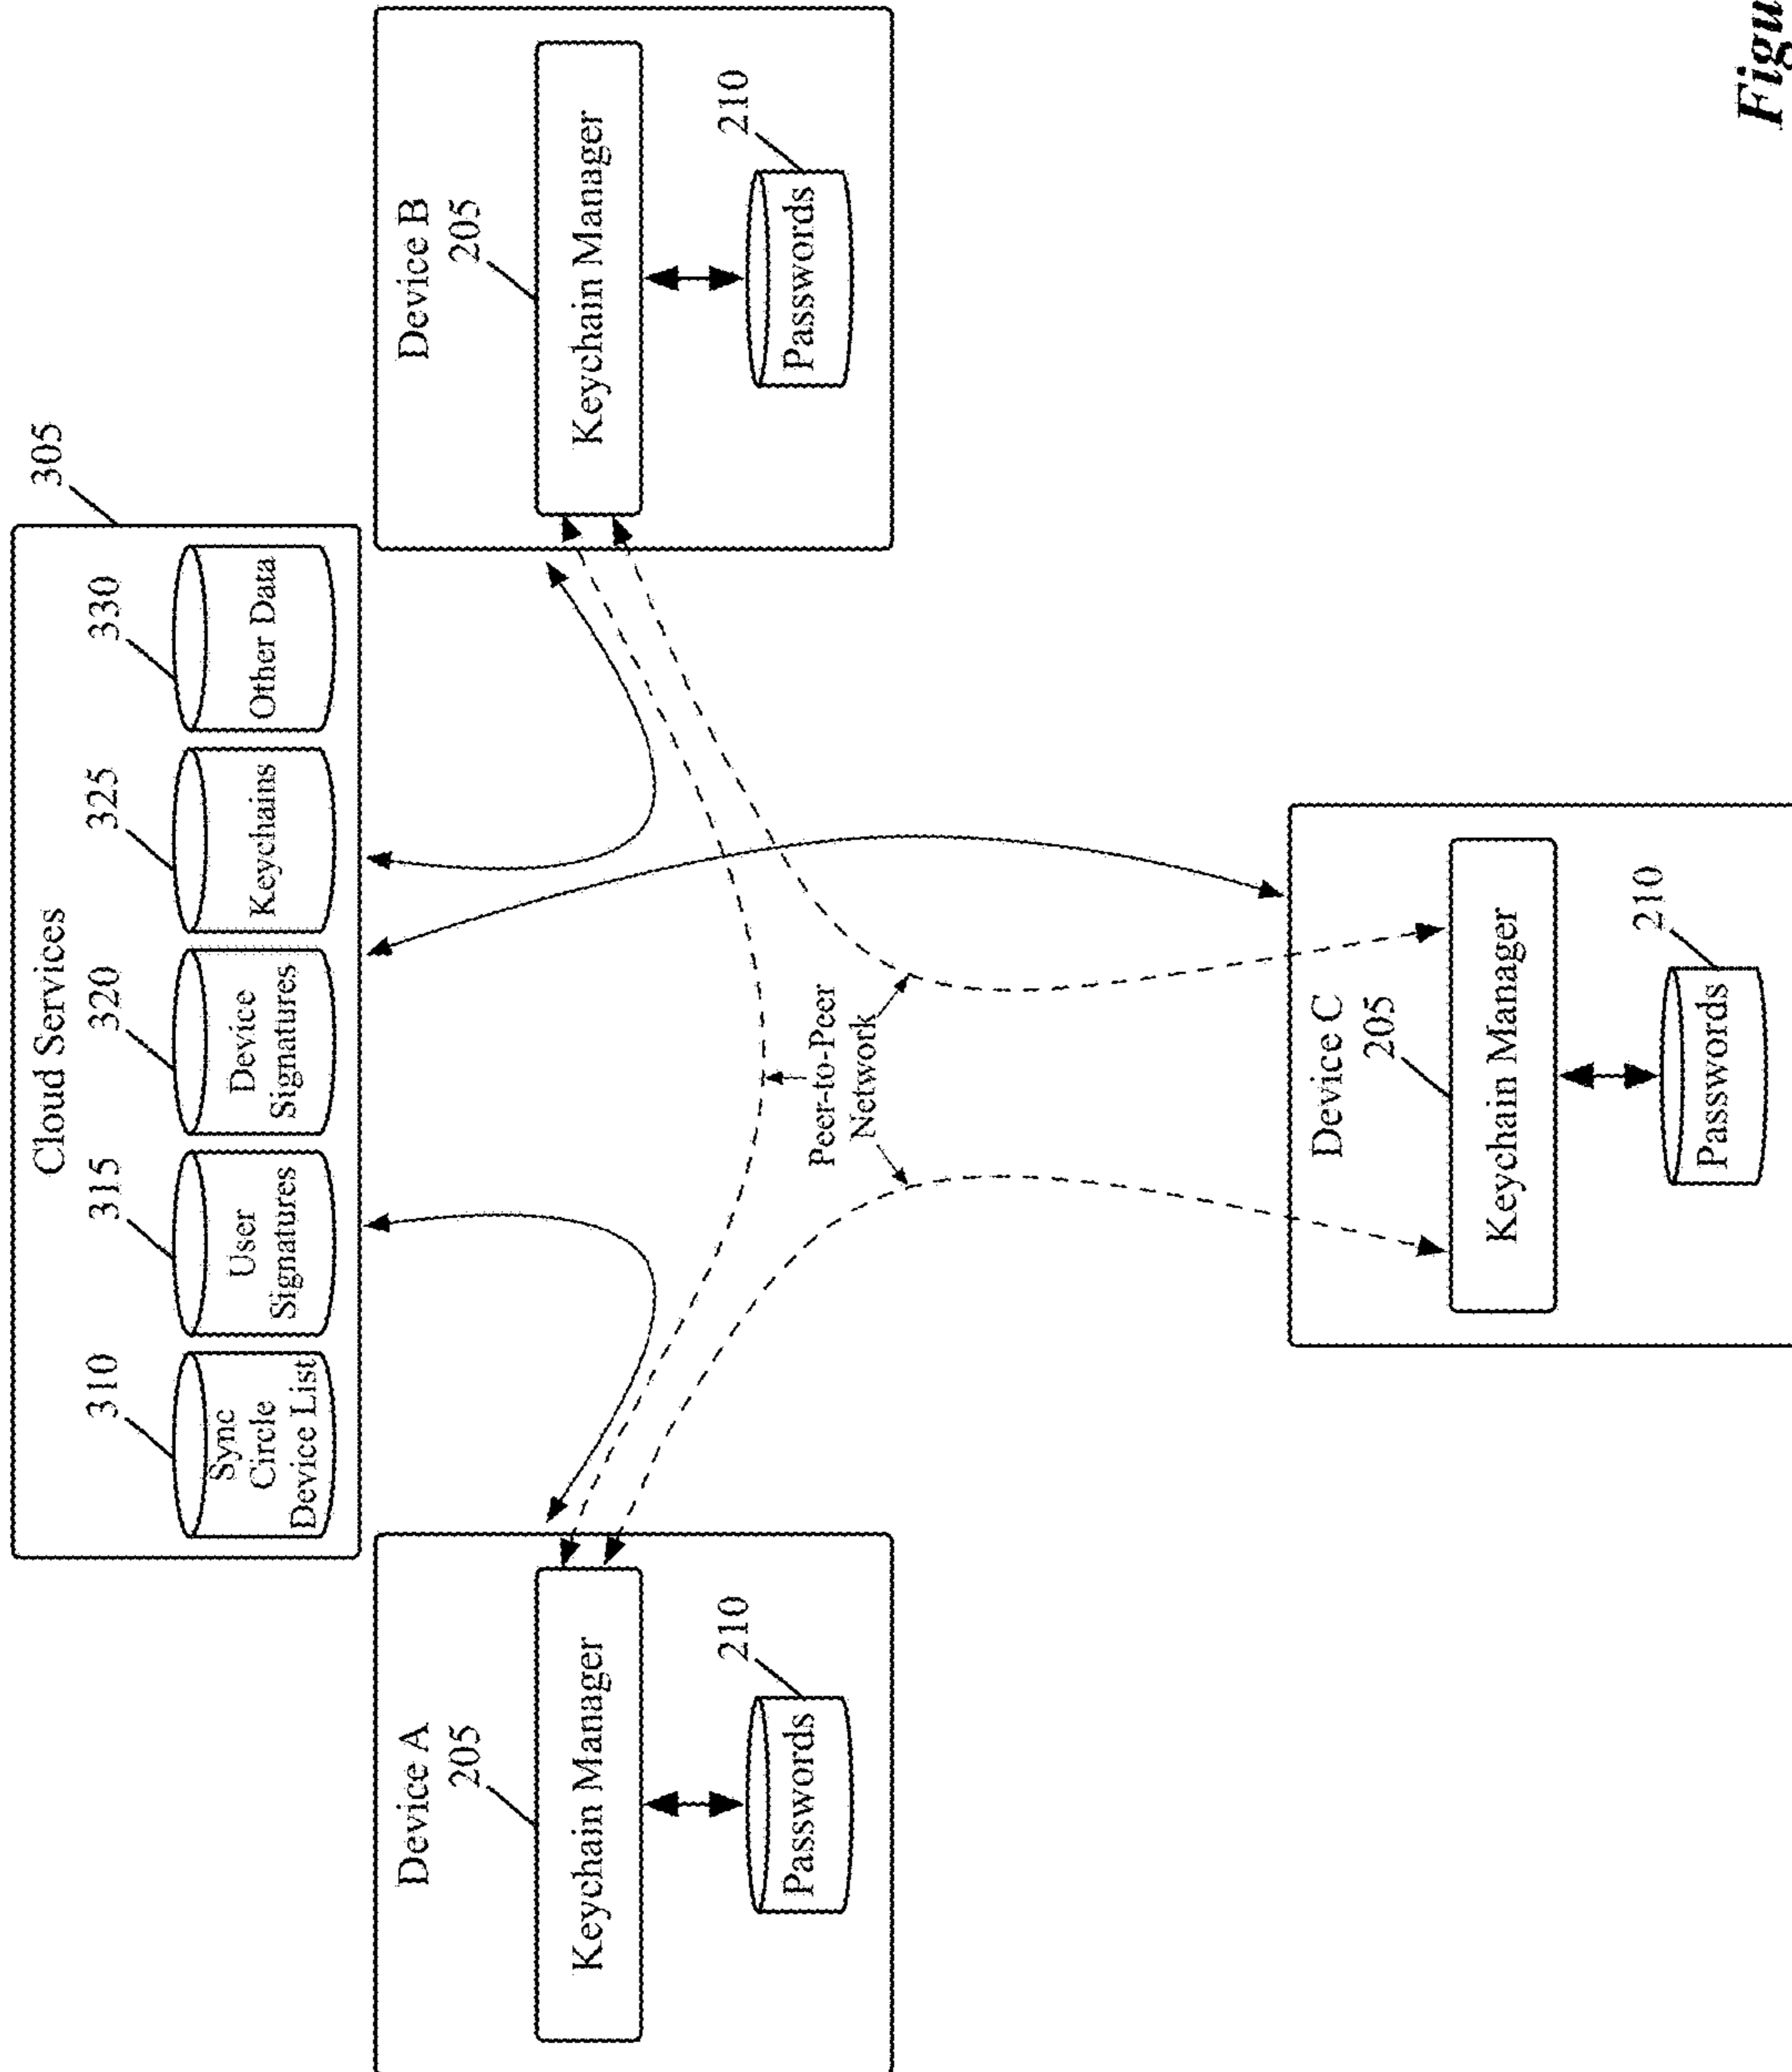 Cloud Services
305
310
315
320
325
330
Sync
Circle
Device List
User
Signatures
Device
Signatures
Keychains
Other Data
Device A
205
Keychain Manager
210
Passwords
Device B
205
Keychain Manager
210
Passwords
Peer-to-Peer
Network
Device C
205
Keychain Manager
210
Passwords
Figu